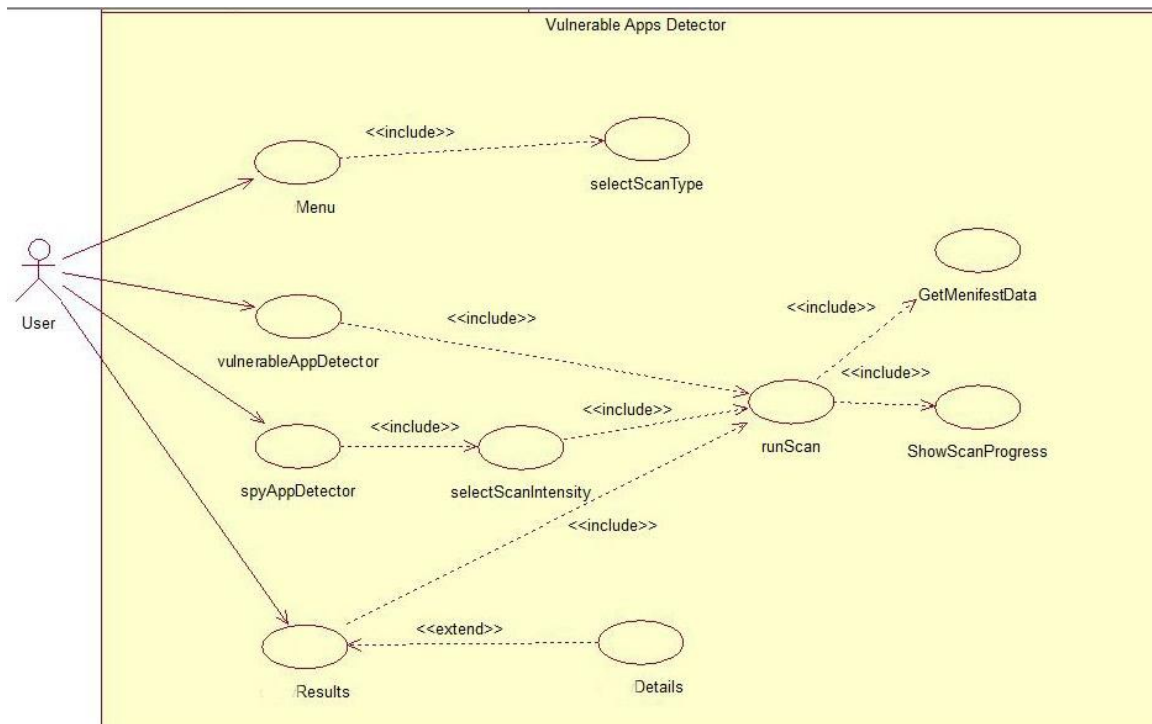 Vulnerable Apps Detector
<<include>>
selectScanType
Menu
GetMenifestData
<<include>>
User
<<include>>
vulnerableAppDetector
<<include>>
<<include>>
<<include>>
runScan
ShowScanProgress
spyAppDetector
selectScanIntensity
<<include>>
<<extend>>
/Results
/Details